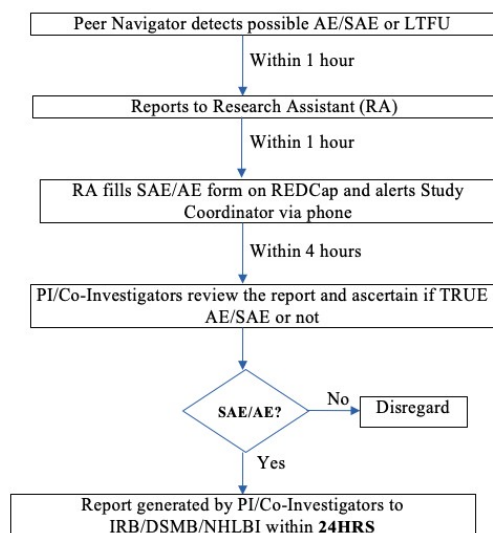 Peer Navigator detects possible AE/SAE or LTFU
Within 1 hour
Reports to Research Assistant (RA)
Within 1 hour
RA fills SAE/AE form on REDCap and alerts Study
Coordinator via phone
Within 4 hours
PI/Co-Investigators review the report and ascertain if TRUE
AE/SAE or not
SAE/AE?
No
Disregard
Yes
Report generated by PI/Co-Investigators to
IRB/DSMB/NHLBI within 24HRS